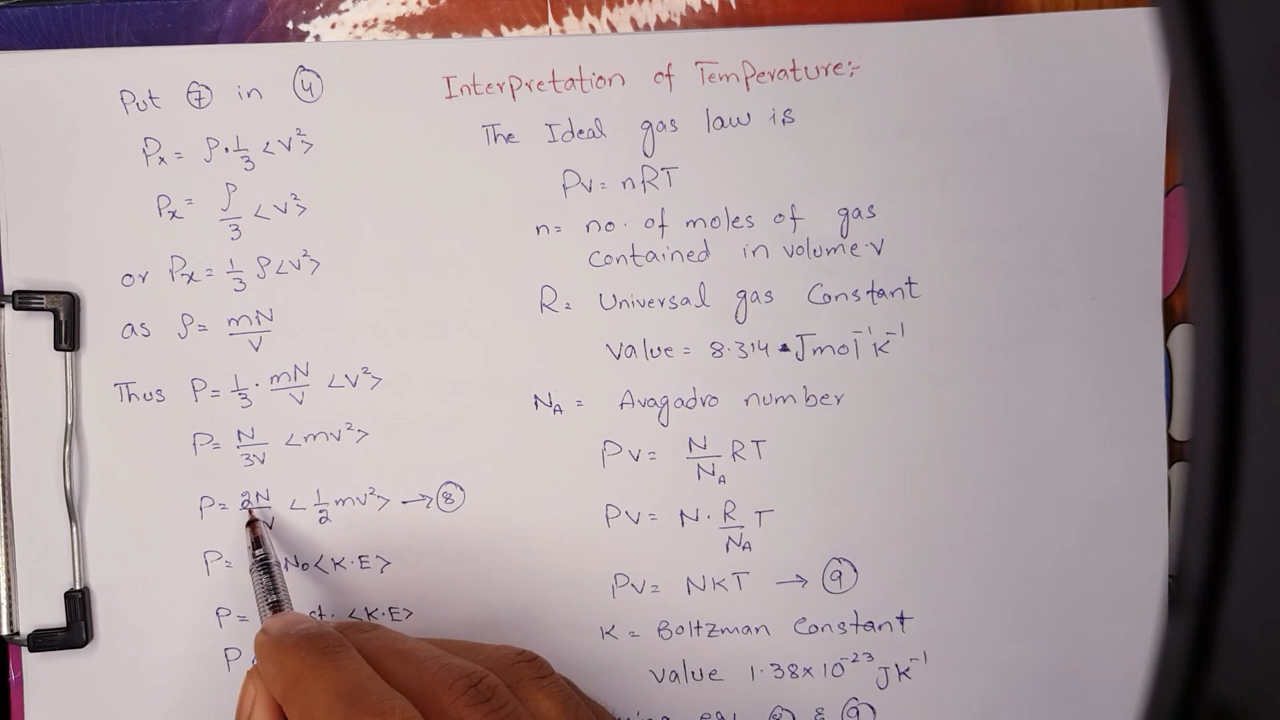 Put ⑦ in ④
Px = ρ·1/3 <v²>
Px = ρ/3 <v²>
or Px = 1/3 ρ<v²>
as ρ = mN/V
Thus P = 1/3 · mN/V <v²>
P = N/3V <mv²>
P = 2N/ V <1/2 mv²> → ⑧
P = No <K·E>
P = st. <K·E>
P
Interpretation of Temperature:-
The Ideal gas law is
PV = nRT
n = no. of moles of gas
contained in volume V
R = Universal gas Constant
Value = 8.314 Jmol⁻¹K⁻¹
NA = Avagadro number
PV = N/NA RT
PV = N· R/NA T
PV = NKT → ⑨
K = Boltzman Constant
Value 1.38×10⁻²³ JK⁻¹
eq. ⑧ & ⑨